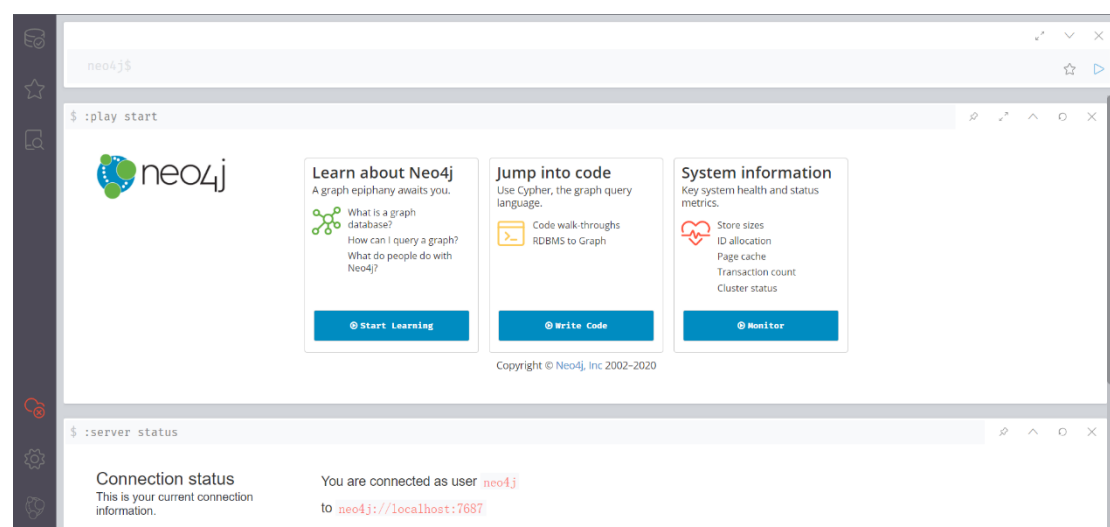 neo4j$
$ :play start
neo4j
Learn about Neo4j
A graph epiphany awaits you.
What is a graph
database?
How can I query a graph?
What do people do with
Neo4j?
Start Learning
Jump into code
Use Cypher, the graph query
language.
Code walk-throughs
RDBMS to Graph
Write Code
System information
Key system health and status
metrics.
Store sizes
ID allocation
Page cache
Transaction count
Cluster status
Monitor
Copyright © Neo4j, Inc 2002–2020
$ :server status
Connection status
This is your current connection
information.
You are connected as user neo4j
to neo4j://localhost:7687